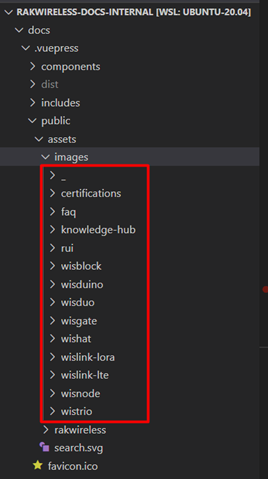 RAKWIRELESS-DOCS-INTERNAL [WSL: UBUNTU-20.04]
docs
.vuepress
components
dist
includes
public
assets
images
_
certifications
faq
knowledge-hub
rui
wisblock
wisduino
wisduo
wisgate
wishat
wislink-lora
wislink-lte
wisnode
wistrio
rakwireless
search.svg
favicon.ico